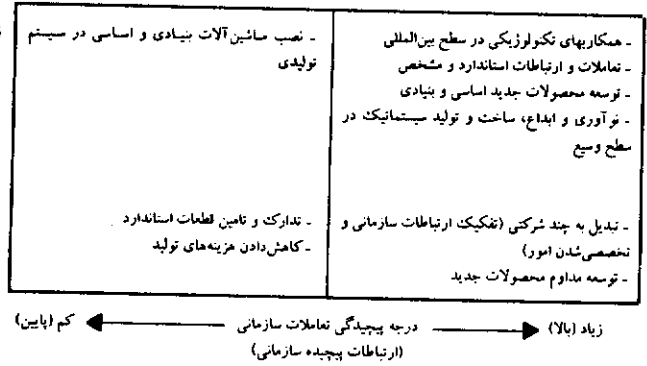 - همکاریهای تکنولوژیکی در سطح بین‌المللی
- تعاملات و ارتباطات استاندارد و مشخص
- توسعه محصولات جدید اساسی و بنیادی
- نوآوری و ابداع، ساخت و تولید سیستماتیک در
سطح وسیع
- نصب ماشین‌آلات بنیادی و اساسی در سیستم
تولیدی
- تبدیل به چند شرکتی (تفکیک ارتباطات سازمانی و
تخصصی‌شدن امور)
- توسعه مداوم محصولات جدید
- تدارک و تامین قطعات استاندارد
- کاهش‌دادن هزینه‌های تولید
زیاد (بالا) درجه پیچیدگی تعاملات سازمانی کم (پایین)
(ارتباطات پیچیده سازمانی)